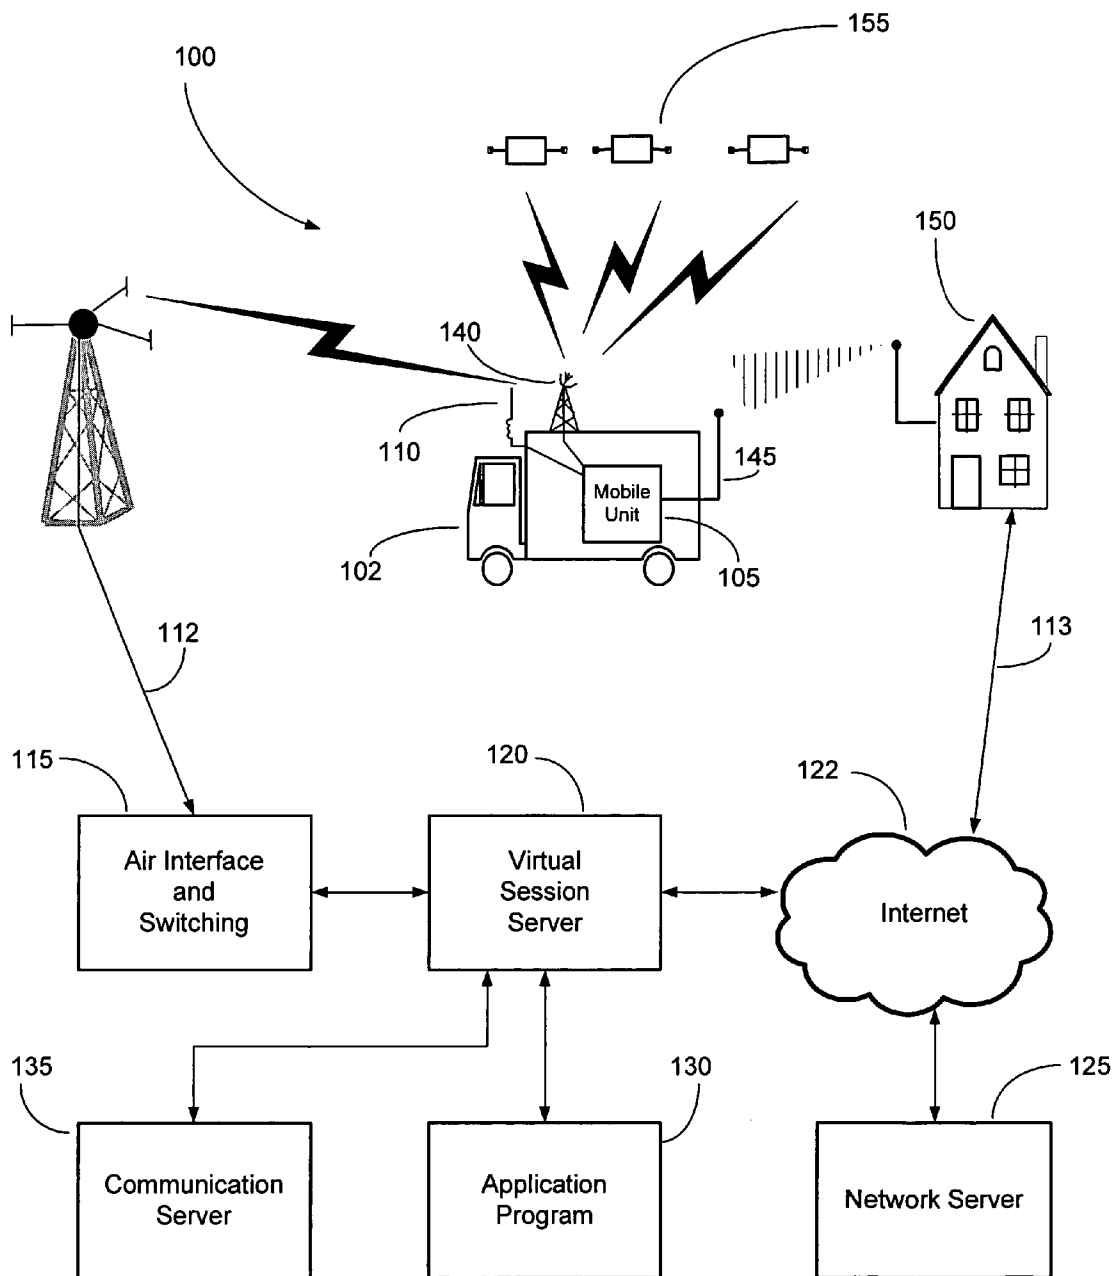 155
100
150
140
110
145
Mobile
Unit
102
105
112
113
115
120
122
Air Interface
and
Switching
Virtual
Session
Server
Internet
135
130
125
Communication
Server
Application
Program
Network Server